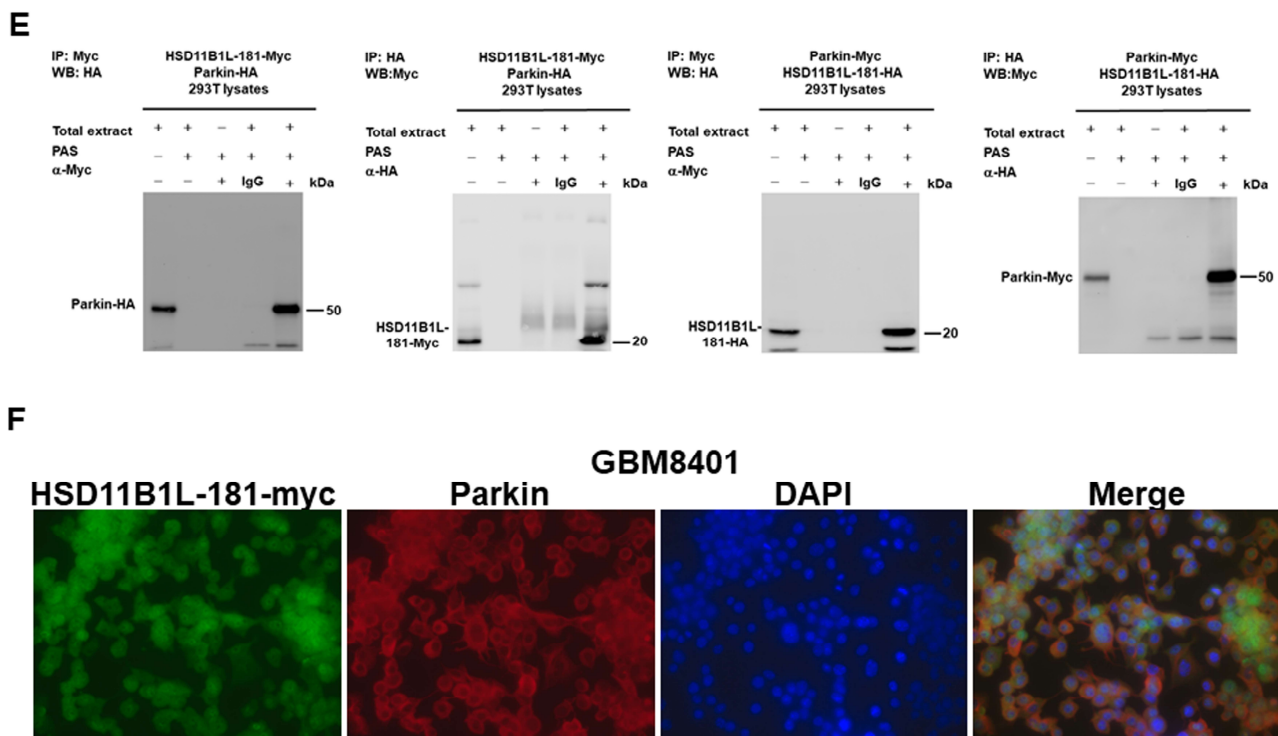 E
IP: Myc
WB: HA
HSD11B1L-181-Myc
Parkin-HA
293T lysates
Total extract + + – + +
PAS – + + + +
α-Myc – – + IgG + kDa
Parkin-HA
50
IP: HA
WB:Myc
HSD11B1L-181-Myc
Parkin-HA
293T lysates
Total extract + + – + +
PAS – + + + +
α-HA – – + IgG + kDa
HSD11B1L-
181-Myc
20
IP: Myc
WB: HA
Parkin-Myc
HSD11B1L-181-HA
293T lysates
Total extract + + – + +
PAS – + + + +
α-Myc – – + IgG + kDa
HSD11B1L-
181-HA
20
IP: HA
WB:Myc
Parkin-Myc
HSD11B1L-181-HA
293T lysates
Total extract + + – + +
PAS – + + + +
α-HA – – + IgG + kDa
Parkin-Myc
50
F
GBM8401
HSD11B1L-181-myc Parkin DAPI Merge